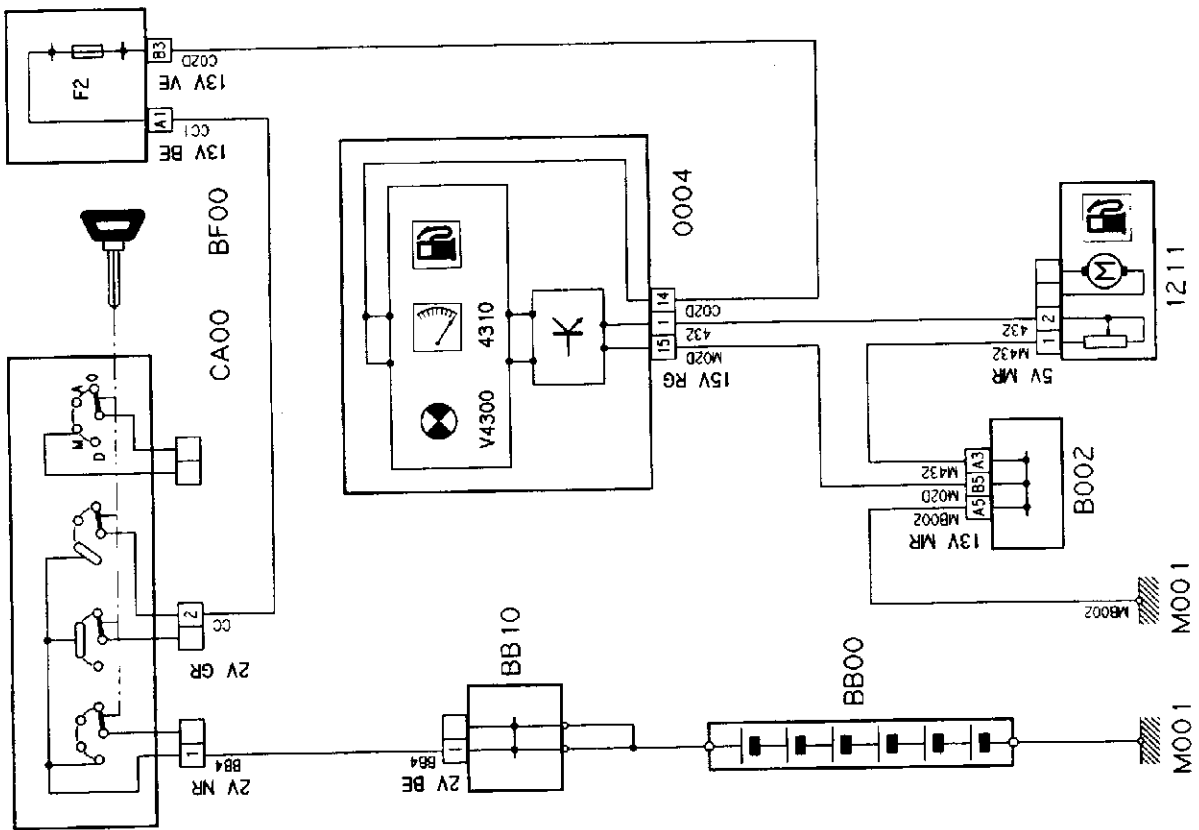 F2
A1
B3
CC1
C02D
13V BE
13V VE
BF00
CA00
M
A
O
D
1
2
BB4
CC
2V NR
2V GR
V4300
4310
K
15
1
14
M02D
432
C02D
15V RG
0004
1
BB4
2V BE
BB10
BB00
M001
M001
MB002
A5
B5
A3
MB002
M02D
M432
13V MR
B002
M
1
2
M432
432
5V MR
1211